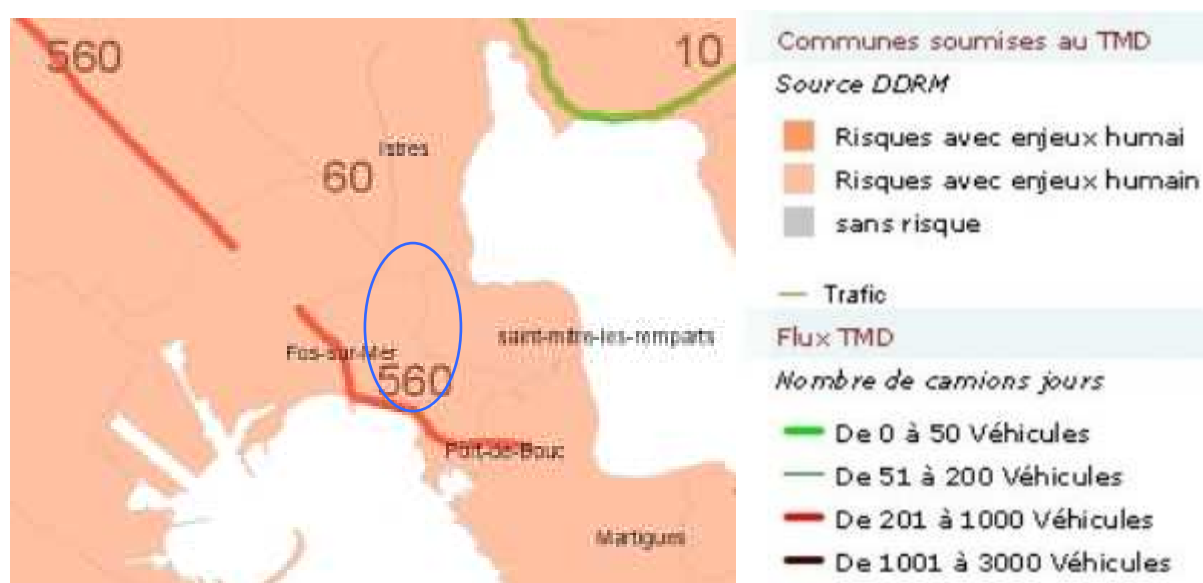 560
10
Istres
60
saint-mitre-les-remparts
Fos-sur-Mer
560
Port-de-Bouc
Martigues
Communes soumises au TMD
Source DDRM
Risques avec enjeux humai
Risques avec enjeux humain
sans risque
Trafic
Flux TMD
Nombre de camions jours
De 0 à 50 Véhicules
De 51 à 200 Véhicules
De 201 à 1000 Véhicules
De 1001 à 3000 Véhicules